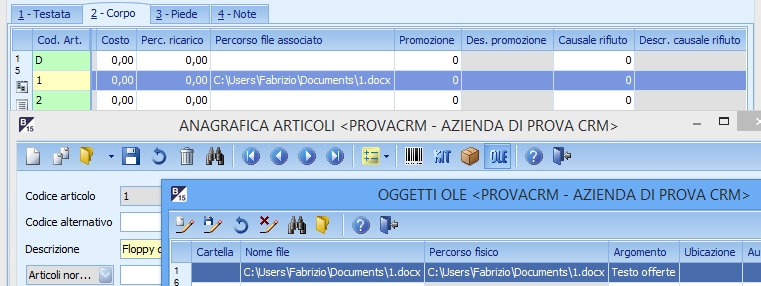 1 - Testata 2 - Corpo 3 - Piede 4 - Note
Cod. Art. Costo Perc. ricarico Percorso file associato Promozione Des. promozione Causale rifiuto Descr. causale rifiuto
1 D 0,00 0,00 0 0
5 1 0,00 0,00 C:\Users\Fabrizio\Documents\1.docx 0 0
2 0,00 0,00 0 0
B 15 ANAGRAFICA ARTICOLI <PROVACRM - AZIENDA DI PROVA CRM>
KIT OLE
B 15 OGGETTI OLE <PROVACRM - AZIENDA DI PROVA CRM>
Codice articolo 1
Codice alternativo
Descrizione Floppy
Articoli nor...
Cartella Nome file Percorso fisico Argomento Ubicazione Au
1 C:\Users\Fabrizio\Documents\1.docx C:\Users\Fabrizio\Documents\1.docx Testo offerte
6